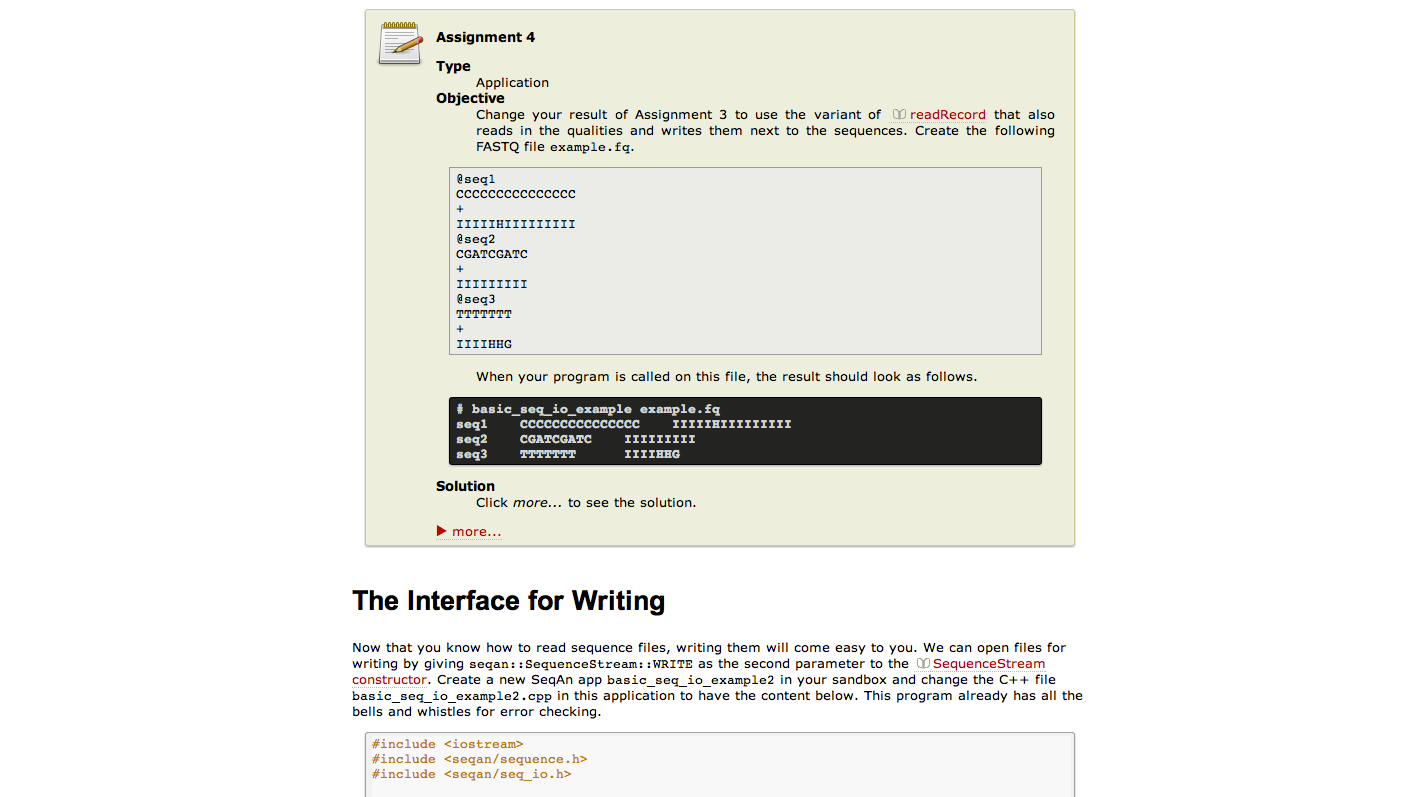 Assignment 4
Type
Application
Objective
Change your result of Assignment 3 to use the variant of readRecord that also
reads in the qualities and writes them next to the sequences. Create the following
FASTQ file example.fq.
@seq1
CCCCCCCCCCCCCCC
+
IIIIIHIIIIIIIII
@seq2
CGATCGATC
+
IIIIIIIII
@seq3
TTTTTTT
+
IIIIHHG
When your program is called on this file, the result should look as follows.
# basic_seq_io_example example.fq
seq1    CCCCCCCCCCCCCCC    IIIIIHIIIIIIIII
seq2    CGATCGATC    IIIIIIIII
seq3    TTTTTTT      IIIIHHG
Solution
Click more... to see the solution.
more...
The Interface for Writing
Now that you know how to read sequence files, writing them will come easy to you. We can open files for
writing by giving seqan::SequenceStream::WRITE as the second parameter to the SequenceStream
constructor. Create a new SeqAn app basic_seq_io_example2 in your sandbox and change the C++ file
basic_seq_io_example2.cpp in this application to have the content below. This program already has all the
bells and whistles for error checking.
#include <iostream>
#include <seqan/sequence.h>
#include <seqan/seq_io.h>